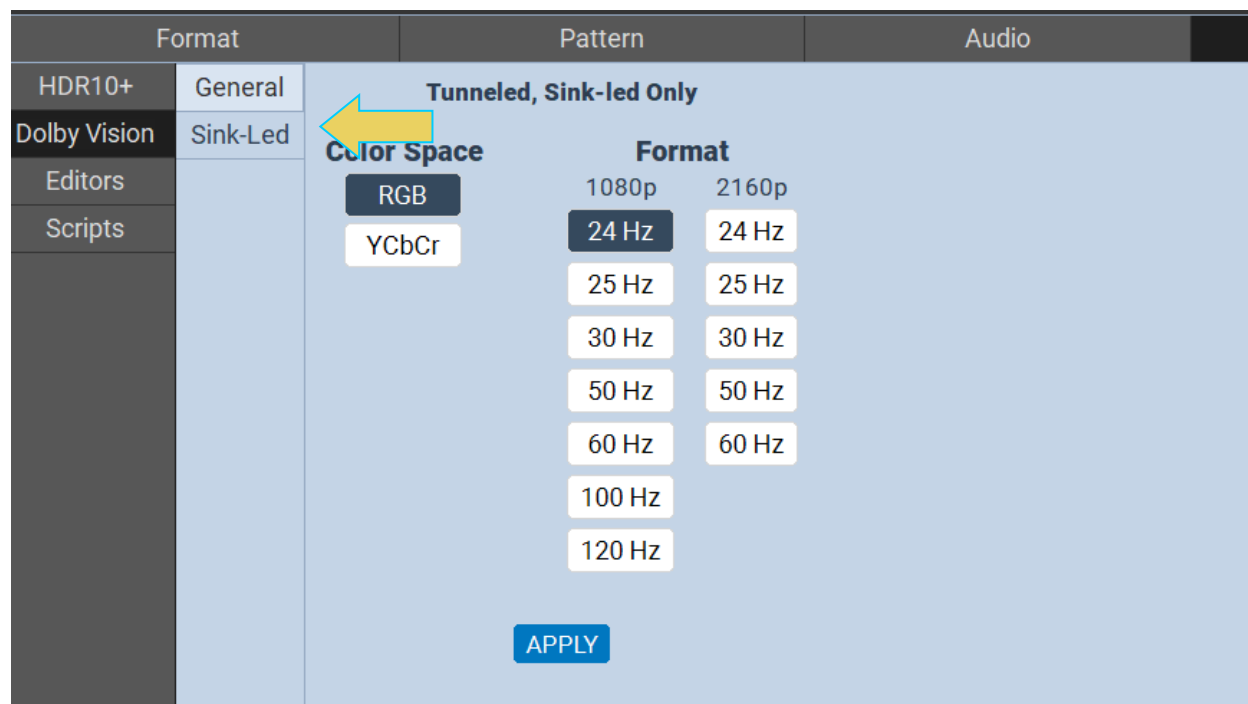 Format Pattern Audio
HDR10+ General
Dolby Vision Sink-Led
Editors
Scripts
Tunneled, Sink-led Only
Color Space Format
RGB
YCbCr
1080p 2160p
24 Hz 24 Hz
25 Hz 25 Hz
30 Hz 30 Hz
50 Hz 50 Hz
60 Hz 60 Hz
100 Hz
120 Hz
APPLY